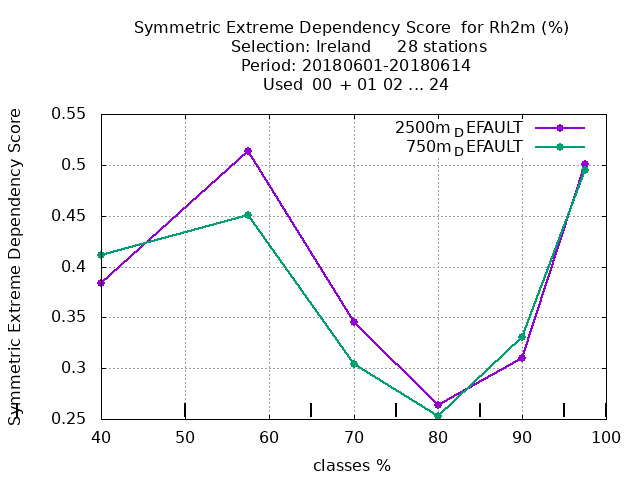 Symmetric Extreme Dependency Score for Rh2m (%)
Selection: Ireland 28 stations
Period: 20180601-20180614
Used 00 + 01 02 ... 24
Symmetric Extreme Dependency Score
0.55
0.5
0.45
0.4
0.35
0.3
0.25
2500m_DEFAULT
750m_DEFAULT
40 50 60 70 80 90 100
classes %